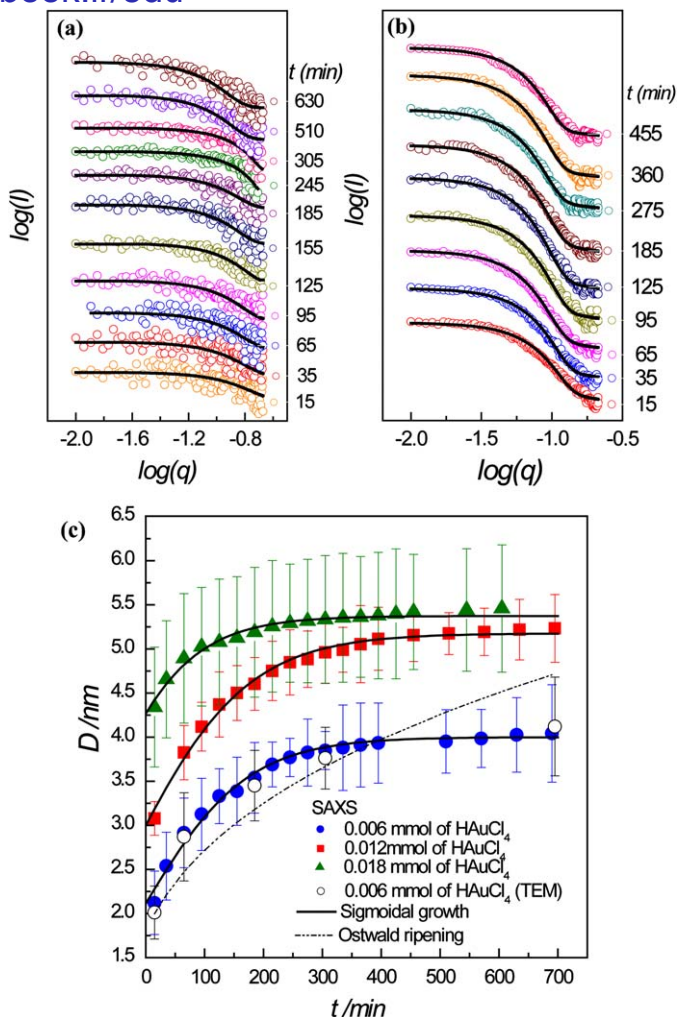 (a)
t (min)
630
510
305
245
185
155
125
95
65
35
15
log(I)
-2.0 -1.6 -1.2 -0.8
log(q)
(b)
t (min)
455
360
275
185
125
95
65
35
15
log(I)
-2.0 -1.5 -1.0 -0.5
log(q)
(c)
6.5
6.0
5.5
5.0
4.5
4.0
3.5
3.0
2.5
2.0
1.5
D /nm
SAXS
0.006 mmol of HAuCl4
0.012mmol of HAuCl4
0.018 mmol of HAuCl4
0.006 mmol of HAuCl4 (TEM)
Sigmoidal growth
Ostwald ripening
0 100 200 300 400 500 600 700
t /min